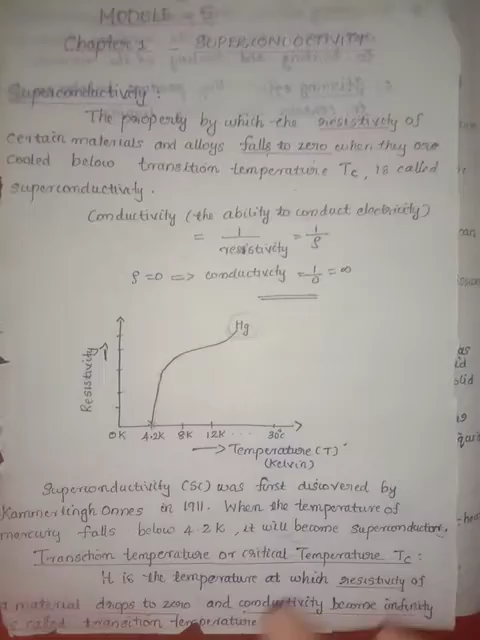 MODULE - 5
Chapter 1 - SUPERCONDUCTIVITY
Superconductivity :
The property by which the resistivity of
certain materials and alloys falls to zero when they are
cooled below transition temperature Tc, is called
superconductivity.
Conductivity (the ability to conduct electricity)
= 1/resistivity = 1/ρ
ρ=0 => conductivity = 1/0 = ∞
Hg
Resistivity
0K 4.2K 8K 12K ... 30°C
→ Temperature (T)
(Kelvin)
Superconductivity (SC) was first discovered by
Kammerlingh Onnes in 1911. When the temperature of
mercury falls below 4.2K, it will become superconductor.
Transition temperature or critical Temperature Tc :
It is the temperature at which resistivity of
a material drops to zero and conductivity become infinity
is called transition temperature